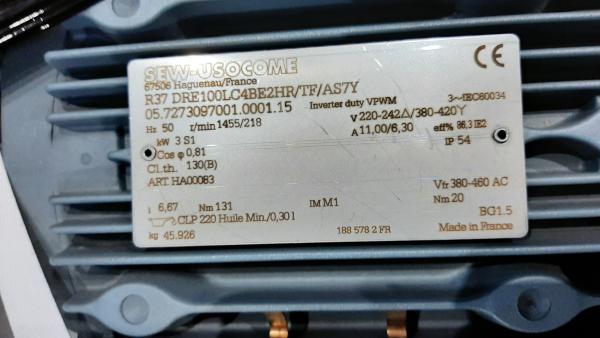 SEW-USOCOME
67506 Haguenau/France
CE
R37 DRE100LC4BE2HR/TF/AS7Y
05.7273097001.0001.15 Inverter duty VPWM 3~IEC60034
Hz 50 r/min 1455/218 V 220-242Δ/380-420Y
kW 3 S1 A 11,00/6,30 eff% 86,3 IE2
Cos φ 0,81 IP 54
Cl.th. 130(B)
ART HA00083
Vfr 380-460 AC
i 6,67 Nm 131 IM M1 Nm 20
CLP 220 Huile Min./0,30 l BG1.5
kg 45.926 188 578 2 FR Made in France